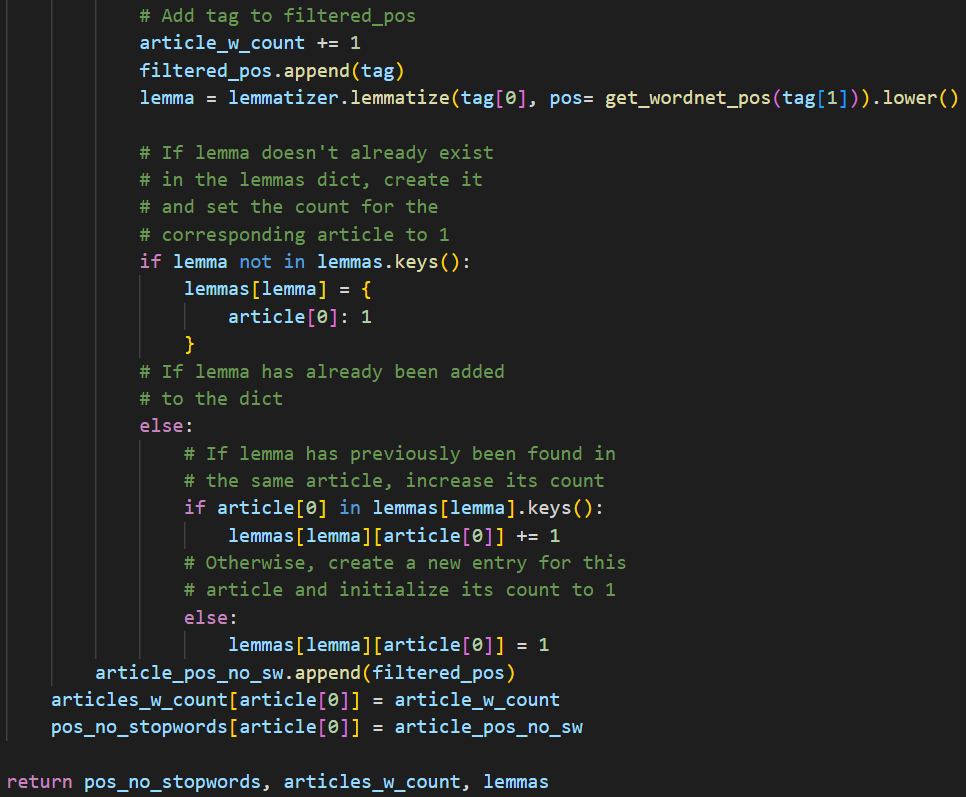 # Add tag to filtered_pos
article_w_count += 1
filtered_pos.append(tag)
lemma = lemmatizer.lemmatize(tag[0], pos= get_wordnet_pos(tag[1])).lower()
# If lemma doesn't already exist
# in the lemmas dict, create it
# and set the count for the
# corresponding article to 1
if lemma not in lemmas.keys():
lemmas[lemma] = {
article[0]: 1
}
# If lemma has already been added
# to the dict
else:
# If lemma has previously been found in
# the same article, increase its count
if article[0] in lemmas[lemma].keys():
lemmas[lemma][article[0]] += 1
# Otherwise, create a new entry for this
# article and initialize its count to 1
else:
lemmas[lemma][article[0]] = 1
article_pos_no_sw.append(filtered_pos)
articles_w_count[article[0]] = article_w_count
pos_no_stopwords[article[0]] = article_pos_no_sw
return pos_no_stopwords, articles_w_count, lemmas